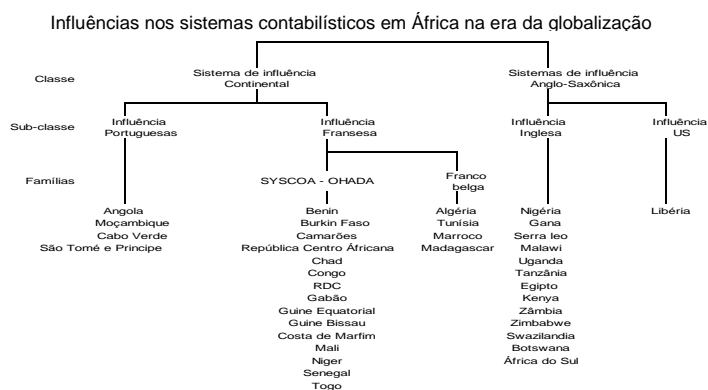 Influências nos sistemas contabilísticos em África na era da globalização
Classe
Sistema de influência
Continental
Sistemas de influência
Anglo-Saxônica
Sub-classe
Influência
Portuguesas
Influência
Fransesa
Influência
Inglesa
Influência
US
Famílias
SYSCOA - OHADA
Franco
belga
Angola
Moçambique
Cabo Verde
São Tomé e Principe
Benin
Burkin Faso
Camarões
República Centro Áfricana
Chad
Congo
RDC
Gabão
Guine Equatorial
Guine Bissau
Costa de Marfim
Mali
Niger
Senegal
Togo
Algéria
Tunísia
Marroco
Madagascar
Nigéria
Gana
Serra leo
Malawi
Uganda
Tanzânia
Egipto
Kenya
Zâmbia
Zimbabwe
Swazilandia
Botswana
África do Sul
Libéria